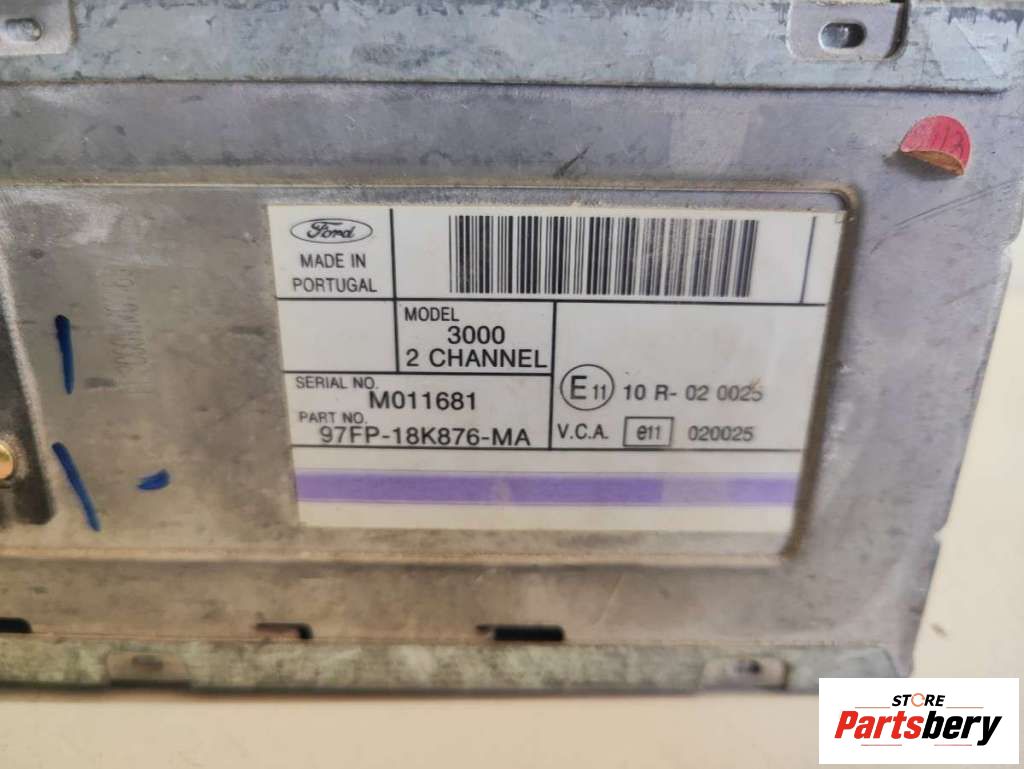 Ford
MADE IN
PORTUGAL
MODEL
3000
2 CHANNEL
SERIAL NO.
M011681
PART NO.
97FP-18K876-MA
E 11 10 R- 02 0025
V.C.A. e11 020025
STORE
Partsbery